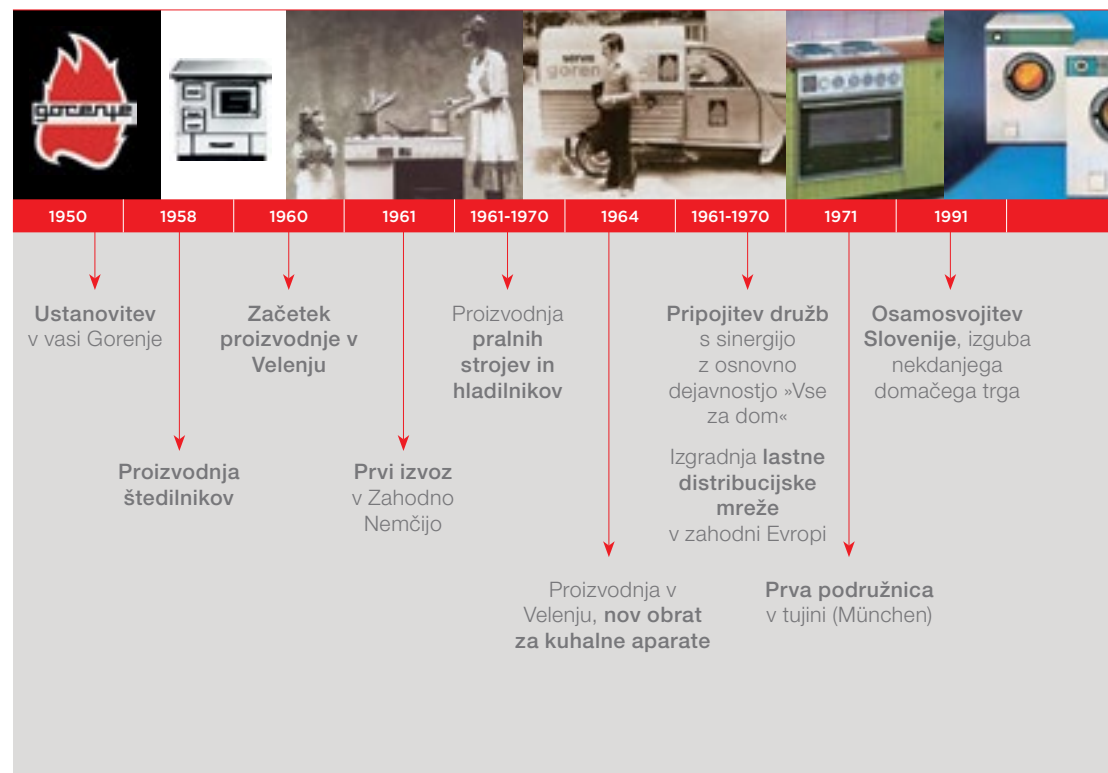 gorenje
servis
goren
1950
1958
1960
1961
1961-1970
1964
1961-1970
1971
1991
Ustanovitev
v vasi Gorenje
Proizvodnja
štedilnikov
Začetek
proizvodnje v
Velenju
Prvi izvoz
v Zahodno
Nemčijo
Proizvodnja
pralnih
strojev in
hladilnikov
Proizvodnja v
Velenju, nov obrat
za kuhalne aparate
Pripojitev družb
s sinergijo
z osnovno
dejavnostjo »Vse
za dom«
Izgradnja lastne
distribucijske
mreže
v zahodni Evropi
Prva podružnica
v tujini (München)
Osamosvojitev
Slovenije, izguba
nekdanjega
domačega trga